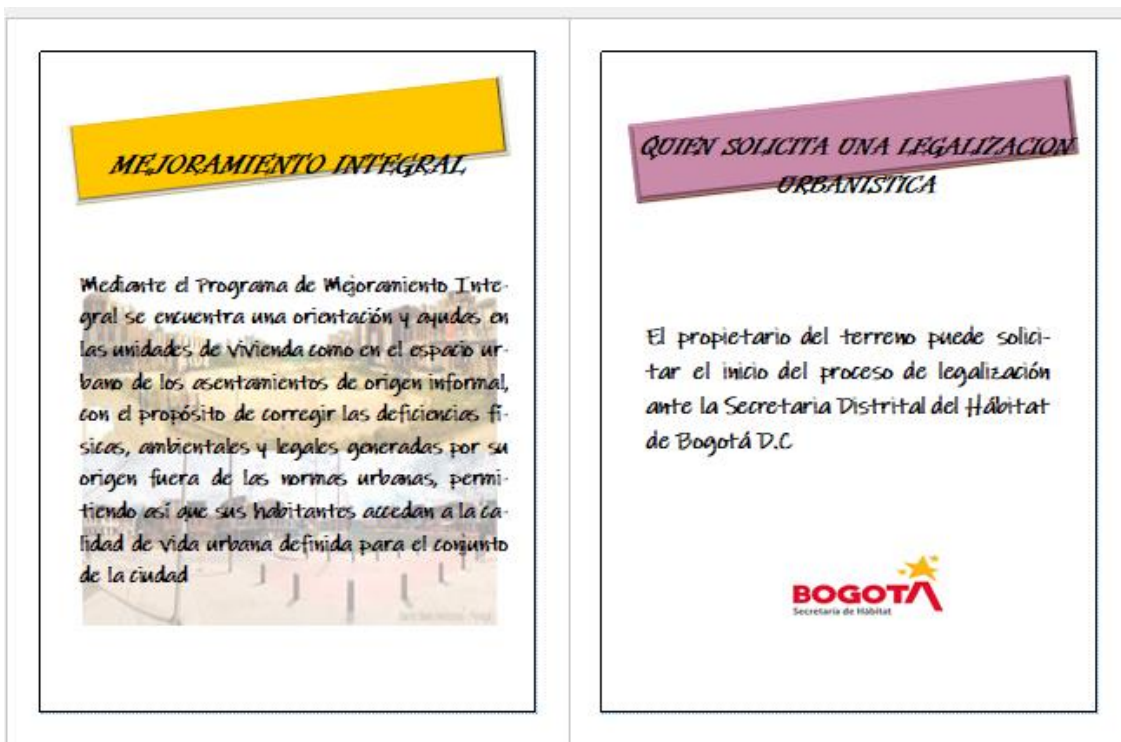 MEJORAMIENTO INTEGRAL
Mediante el Programa de Mejoramiento Inte-
gral se encuentra una orientación y ayudas en
las unidades de vivienda como en el espacio ur-
bano de los asentamientos de origen informal,
con el propósito de corregir las deficiencias fí-
sicas, ambientales y legales generadas por su
origen fuera de las normas urbanas, permi-
tiendo así que sus habitantes accedan a la ca-
lidad de vida urbana definida para el conjunto
de la ciudad
QUIEN SOLICITA UNA LEGALIZACION
URBANISTICA
El propietario del terreno puede solici-
tar el inicio del proceso de legalización
ante la Secretaria Distrital del Hábitat
de Bogotá D.C
BOGOTÁ
Secretaría de Hábitat